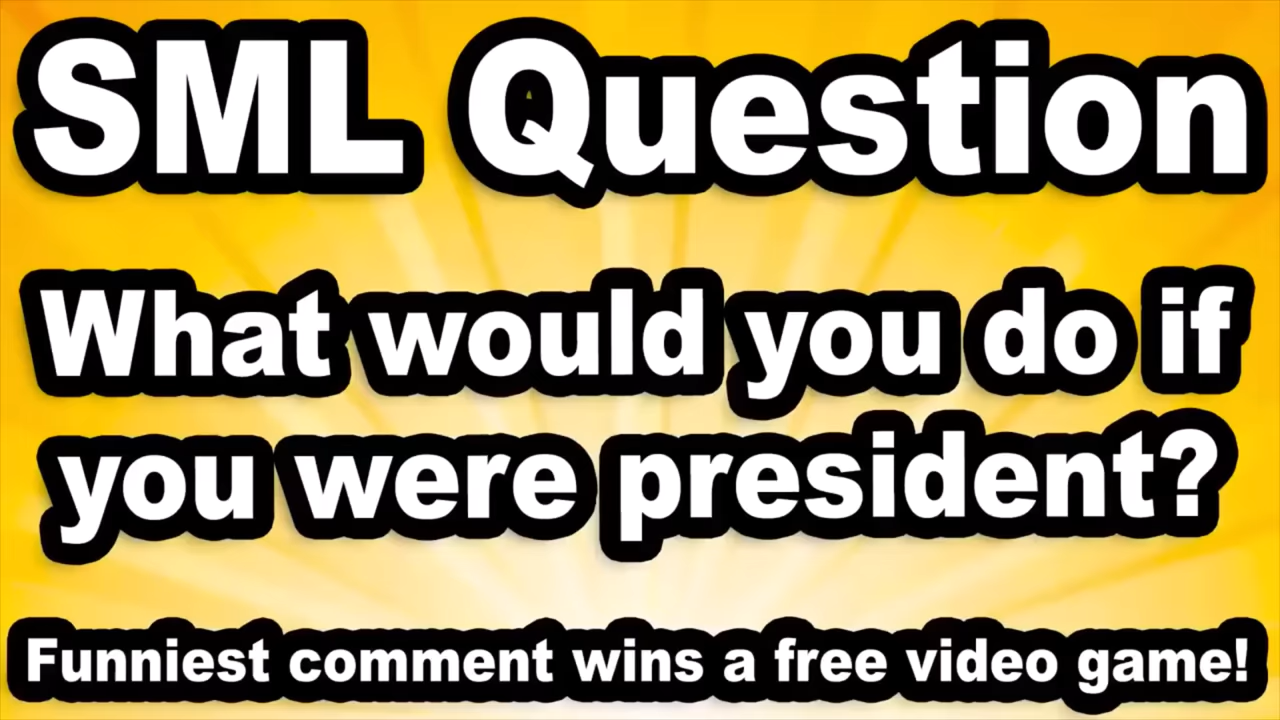 SML Question
What would you do if
you were president?
Funniest comment wins a free video game!